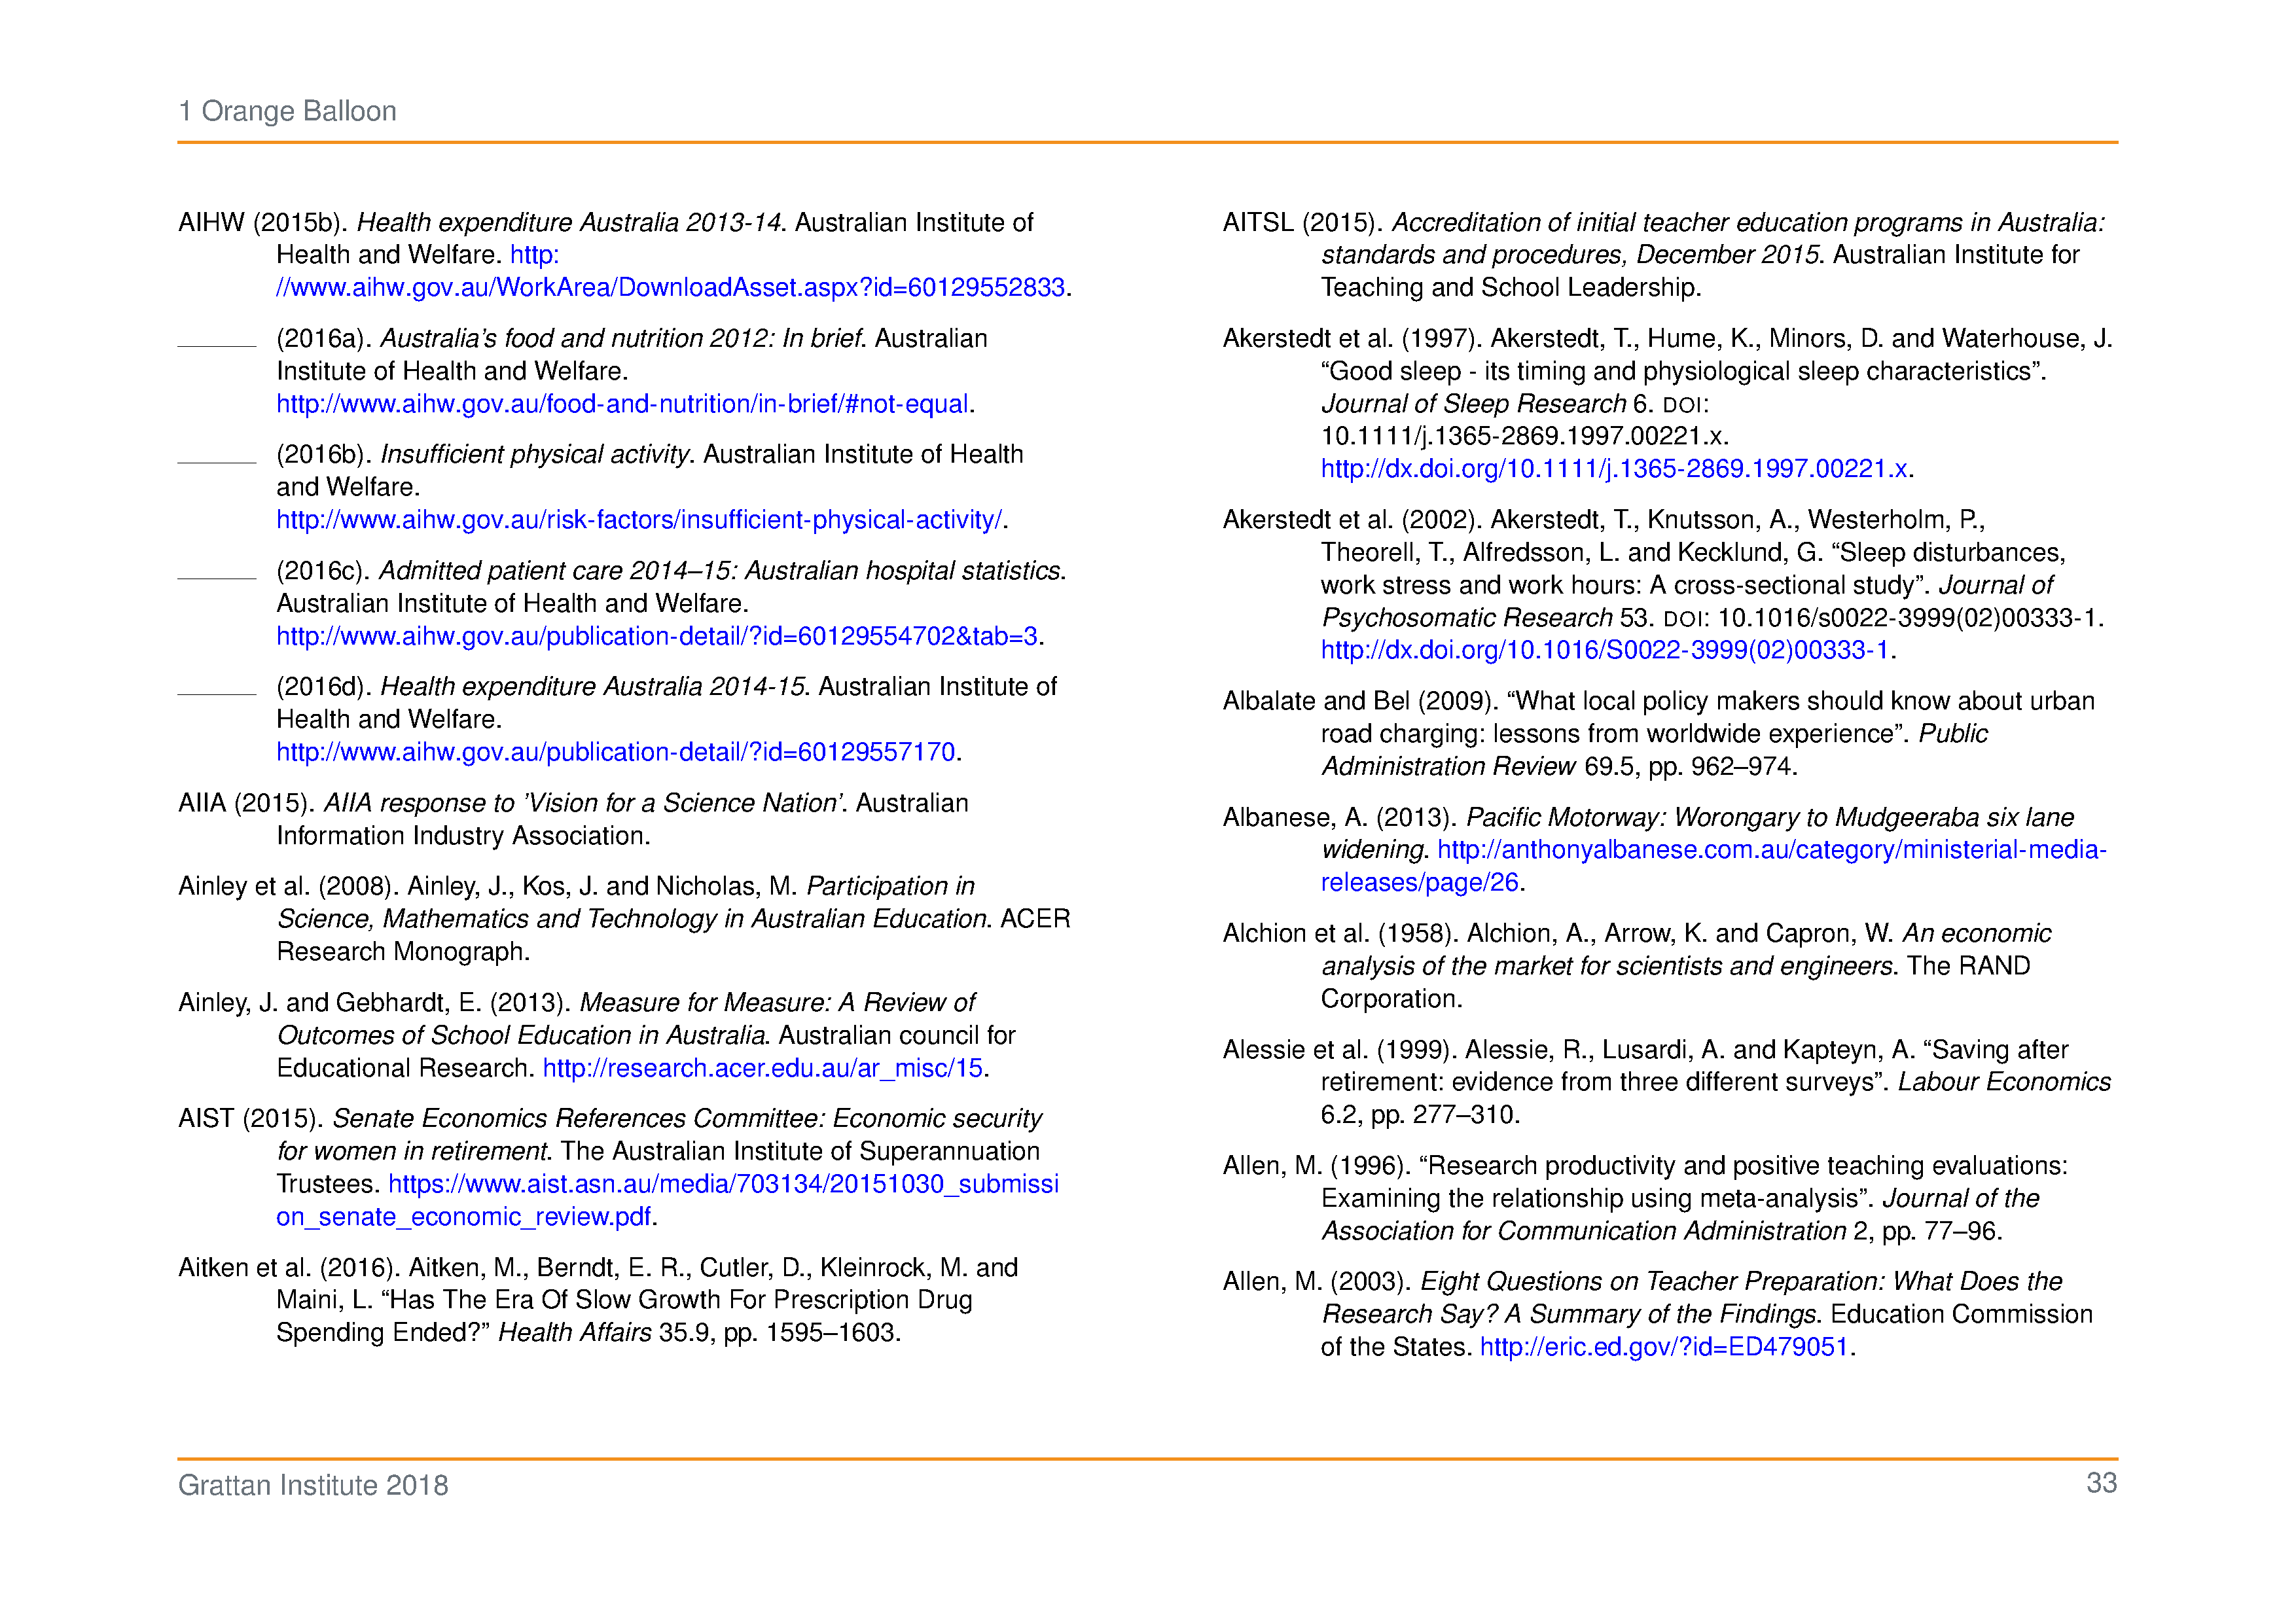 1 Orange Balloon
AIHW (2015b). Health expenditure Australia 2013-14. Australian Institute of
Health and Welfare. http:
//www.aihw.gov.au/WorkArea/DownloadAsset.aspx?id=60129552833.
(2016a). Australia's food and nutrition 2012: In brief. Australian
Institute of Health and Welfare.
http://www.aihw.gov.au/food-and-nutrition/in-brief/#not-equal.
(2016b). Insufficient physical activity. Australian Institute of Health
and Welfare.
http://www.aihw.gov.au/risk-factors/insufficient-physical-activity/.
(2016c). Admitted patient care 2014–15: Australian hospital statistics.
Australian Institute of Health and Welfare.
http://www.aihw.gov.au/publication-detail/?id=60129554702&tab=3.
(2016d). Health expenditure Australia 2014-15. Australian Institute of
Health and Welfare.
http://www.aihw.gov.au/publication-detail/?id=60129557170.
AIIA (2015). AIIA response to 'Vision for a Science Nation'. Australian
Information Industry Association.
Ainley et al. (2008). Ainley, J., Kos, J. and Nicholas, M. Participation in
Science, Mathematics and Technology in Australian Education. ACER
Research Monograph.
Ainley, J. and Gebhardt, E. (2013). Measure for Measure: A Review of
Outcomes of School Education in Australia. Australian council for
Educational Research. http://research.acer.edu.au/ar_misc/15.
AIST (2015). Senate Economics References Committee: Economic security
for women in retirement. The Australian Institute of Superannuation
Trustees. https://www.aist.asn.au/media/703134/20151030_submissi
on_senate_economic_review.pdf.
Aitken et al. (2016). Aitken, M., Berndt, E. R., Cutler, D., Kleinrock, M. and
Maini, L. “Has The Era Of Slow Growth For Prescription Drug
Spending Ended?” Health Affairs 35.9, pp. 1595–1603.
AITSL (2015). Accreditation of initial teacher education programs in Australia:
standards and procedures, December 2015. Australian Institute for
Teaching and School Leadership.
Akerstedt et al. (1997). Akerstedt, T., Hume, K., Minors, D. and Waterhouse, J.
“Good sleep - its timing and physiological sleep characteristics”.
Journal of Sleep Research 6. DOI:
10.1111/j.1365-2869.1997.00221.x.
http://dx.doi.org/10.1111/j.1365-2869.1997.00221.x.
Akerstedt et al. (2002). Akerstedt, T., Knutsson, A., Westerholm, P.,
Theorell, T., Alfredsson, L. and Kecklund, G. “Sleep disturbances,
work stress and work hours: A cross-sectional study”. Journal of
Psychosomatic Research 53. DOI: 10.1016/s0022-3999(02)00333-1.
http://dx.doi.org/10.1016/S0022-3999(02)00333-1.
Albalate and Bel (2009). “What local policy makers should know about urban
road charging: lessons from worldwide experience”. Public
Administration Review 69.5, pp. 962–974.
Albanese, A. (2013). Pacific Motorway: Worongary to Mudgeeraba six lane
widening. http://anthonyalbanese.com.au/category/ministerial-media-
releases/page/26.
Alchion et al. (1958). Alchion, A., Arrow, K. and Capron, W. An economic
analysis of the market for scientists and engineers. The RAND
Corporation.
Alessie et al. (1999). Alessie, R., Lusardi, A. and Kapteyn, A. “Saving after
retirement: evidence from three different surveys”. Labour Economics
6.2, pp. 277–310.
Allen, M. (1996). “Research productivity and positive teaching evaluations:
Examining the relationship using meta-analysis”. Journal of the
Association for Communication Administration 2, pp. 77–96.
Allen, M. (2003). Eight Questions on Teacher Preparation: What Does the
Research Say? A Summary of the Findings. Education Commission
of the States. http://eric.ed.gov/?id=ED479051.
Grattan Institute 2018
33